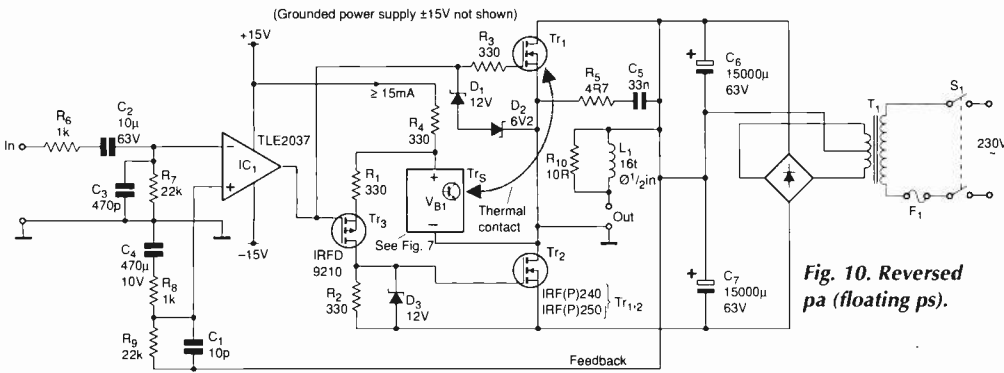 (Grounded power supply ±15V not shown)
+15V
R3
330
Tr1
≥ 15mA
D1
12V
D2
6V2
R5
4R7
C5
33n
C6
15000µ
63V
S1
T1
230V
~
F1
C2
10µ
63V
R6
1k
In
TLE2037
IC1
−
+
R7
22k
C3
470p
R4
330
R1
330
TrS
+
VB1
−
Thermal
contact
R10
10R
L1
16t
Ø1/2in
Out
Tr3
IRFD
9210
See Fig. 7
−15V
C4
470µ
10V
R8
1k
R9
22k
C1
10p
R2
330
D3
12V
Tr2
IRF(P)240
IRF(P)250
Tr1,2
C7
15000µ
63V
Feedback
Fig. 10. Reversed
pa (floating ps).